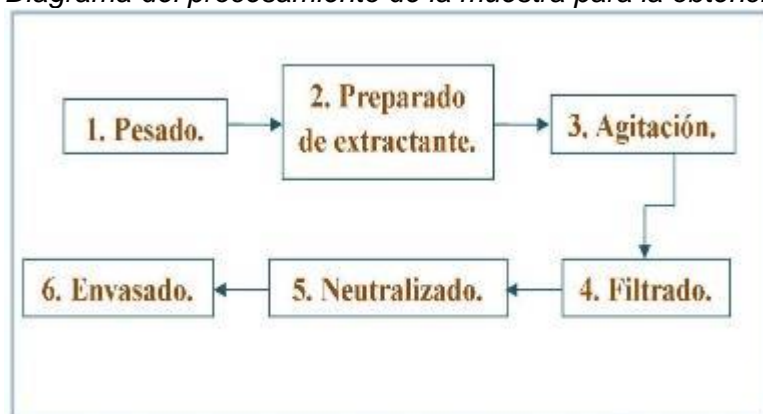 Diagrama del procesamiento de la muestra para la
1. Pesado.
2. Preparado
de extractante.
3. Agitación.
4. Filtrado.
5. Neutralizado.
6. Envasado.